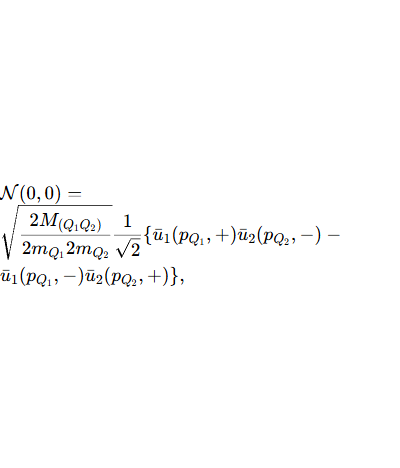 𝒩(0, 0) =
√(2M_(Q₁Q₂) / 2m_Q₁ 2m_Q₂) 1/√2 {ū₁(p_Q₁, +)ū₂(p_Q₂, −) −
ū₁(p_Q₁, −)ū₂(p_Q₂, +)},